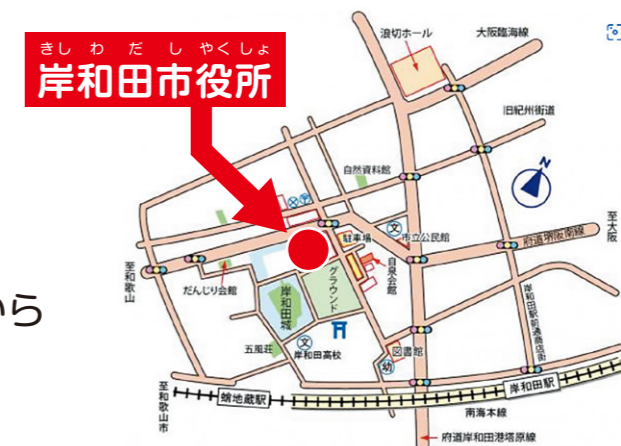 きしわだしやくしょ
岸和田市役所
浪切ホール
大阪臨海線
旧紀州街道
自然資料館
N
文
市立公民館
駐車場
府道堺阪南線
至大阪
自泉会館
至和歌山
だんじり会館
グラウンド
岸和田城
から
五風荘
文
岸和田高校
図書館
幼
岸和田駅前通商店街
至和歌山市
蛸地蔵駅
岸和田駅
南海本線
府道岸和田港塔原線